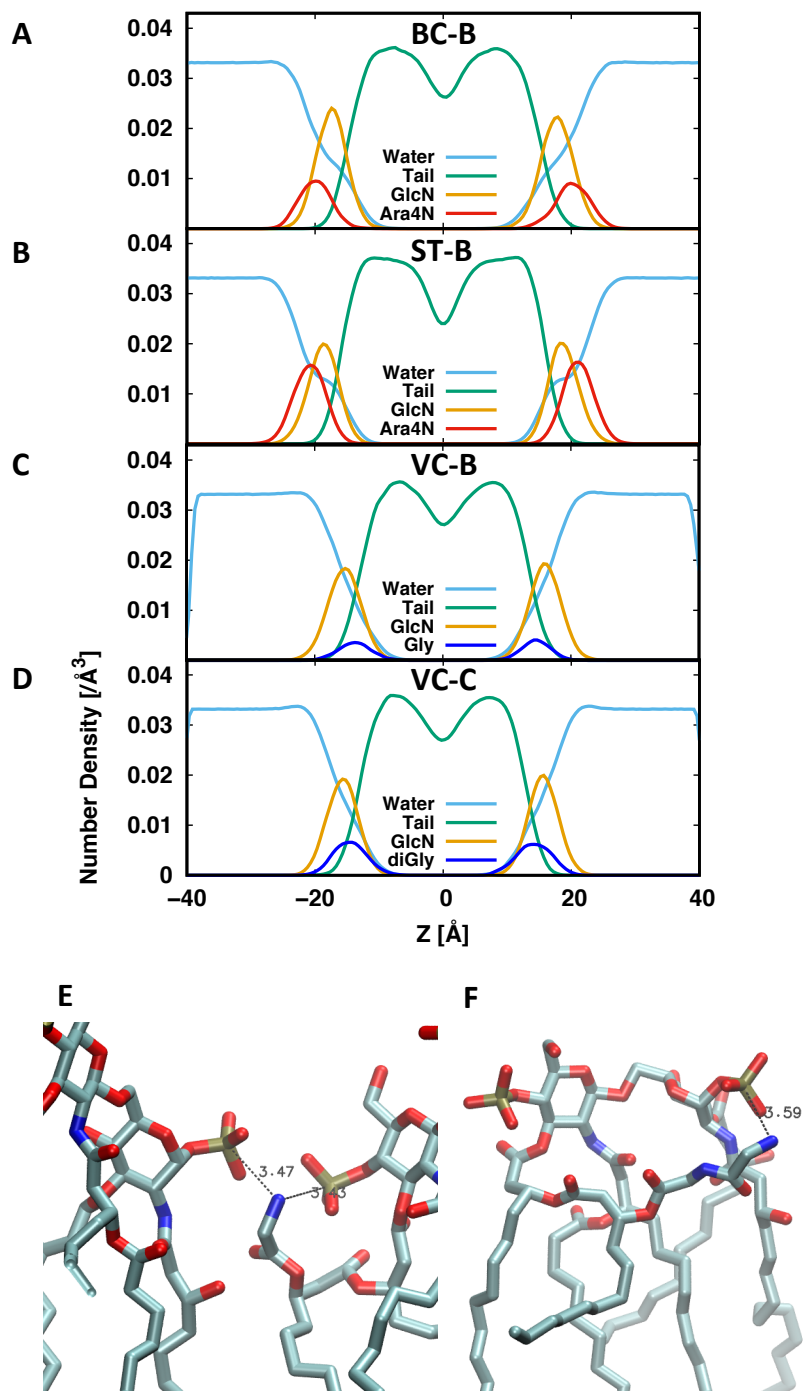 A
BC-B
0.04
0.03
0.02
0.01
Water
Tail
GlcN
Ara4N
B
ST-B
0.04
0.03
0.02
0.01
Water
Tail
GlcN
Ara4N
C
VC-B
0.04
0.03
0.02
0.01
Water
Tail
GlcN
Gly
D
VC-C
0.04
0.03
0.02
0.01
0
Water
Tail
GlcN
diGly
Number Density [/Å³]
−40 −20 0 20 40
Z [Å]
E
3.47
3.43
F
3.59